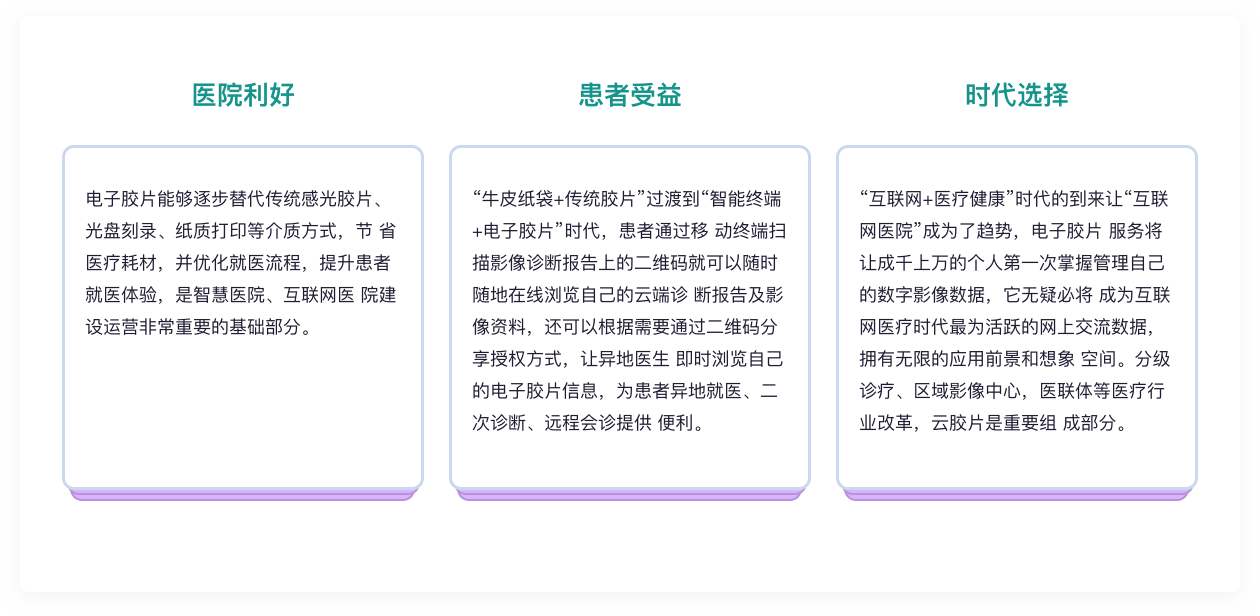 医院利好
电子胶片能够逐步替代传统感光胶片、
光盘刻录、纸质打印等介质方式，节 省
医疗耗材，并优化就医流程，提升患者
就医体验，是智慧医院、互联网医 院建
设运营非常重要的基础部分。
患者受益
“牛皮纸袋+传统胶片”过渡到“智能终端
+电子胶片”时代，患者通过移 动终端扫
描影像诊断报告上的二维码就可以随时
随地在线浏览自己的云端诊 断报告及影
像资料，还可以根据需要通过二维码分
享授权方式，让异地医生 即时浏览自己
的电子胶片信息，为患者异地就医、二
次诊断、远程会诊提供 便利。
时代选择
“互联网+医疗健康”时代的到来让“互联
网医院”成为了趋势，电子胶片 服务将
让成千上万的个人第一次掌握管理自己
的数字影像数据，它无疑必将 成为互联
网医疗时代最为活跃的网上交流数据，
拥有无限的应用前景和想象 空间。分级
诊疗、区域影像中心，医联体等医疗行
业改革，云胶片是重要组 成部分。